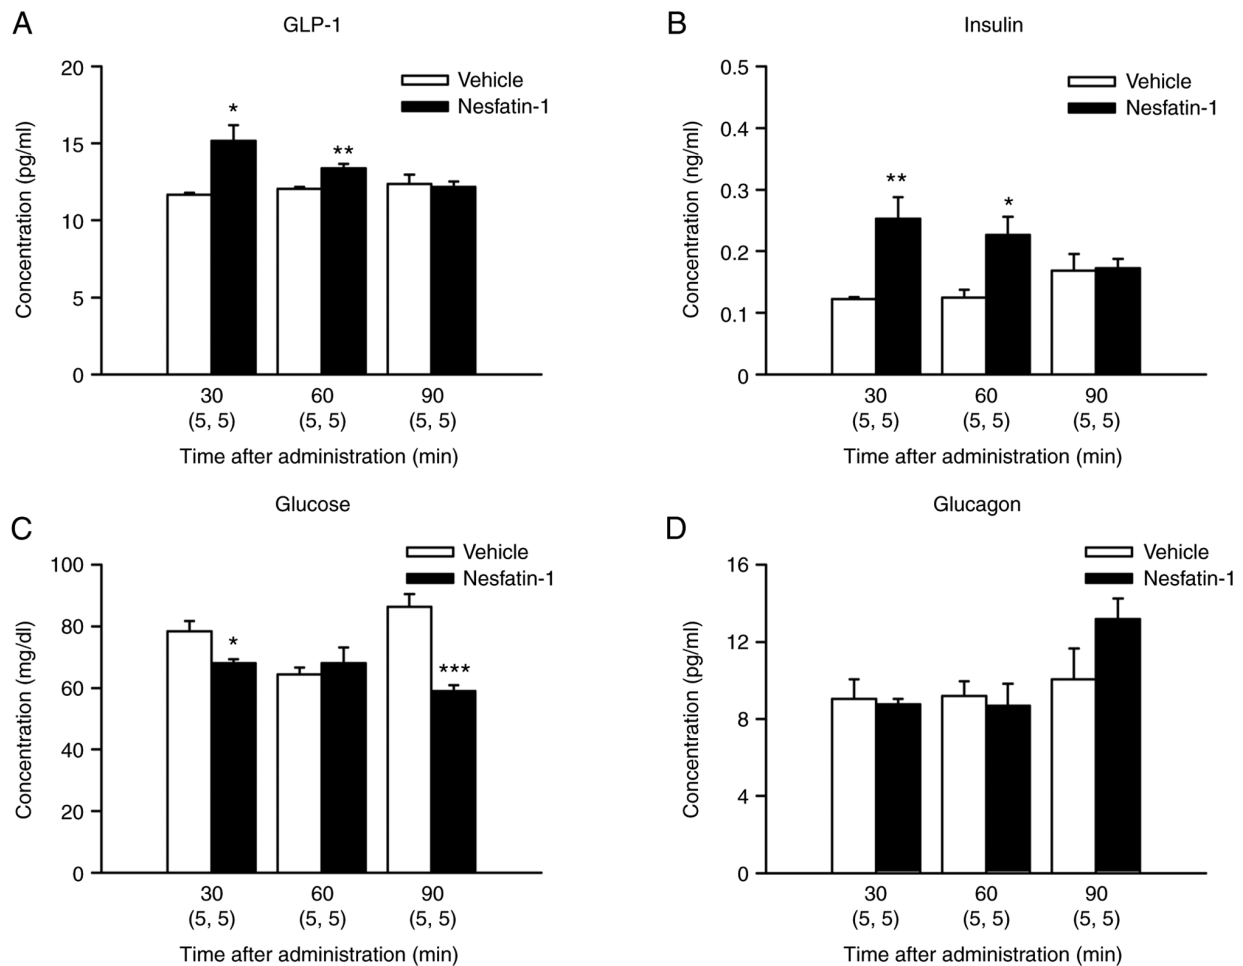 A
GLP-1
Vehicle
Nesfatin-1
Concentration (pg/ml)
20
15
10
5
0
*
**
30
60
90
(5, 5)
(5, 5)
(5, 5)
Time after administration (min)
B
Insulin
Vehicle
Nesfatin-1
Concentration (ng/ml)
0.5
0.4
0.3
0.2
0.1
0
**
*
30
60
90
(5, 5)
(5, 5)
(5, 5)
Time after administration (min)
C
Glucose
Vehicle
Nesfatin-1
Concentration (mg/dl)
100
80
60
40
20
0
*
***
30
60
90
(5, 5)
(5, 5)
(5, 5)
Time after administration (min)
D
Glucagon
Vehicle
Nesfatin-1
Concentration (pg/ml)
16
12
8
4
0
30
60
90
(5, 5)
(5, 5)
(5, 5)
Time after administration (min)